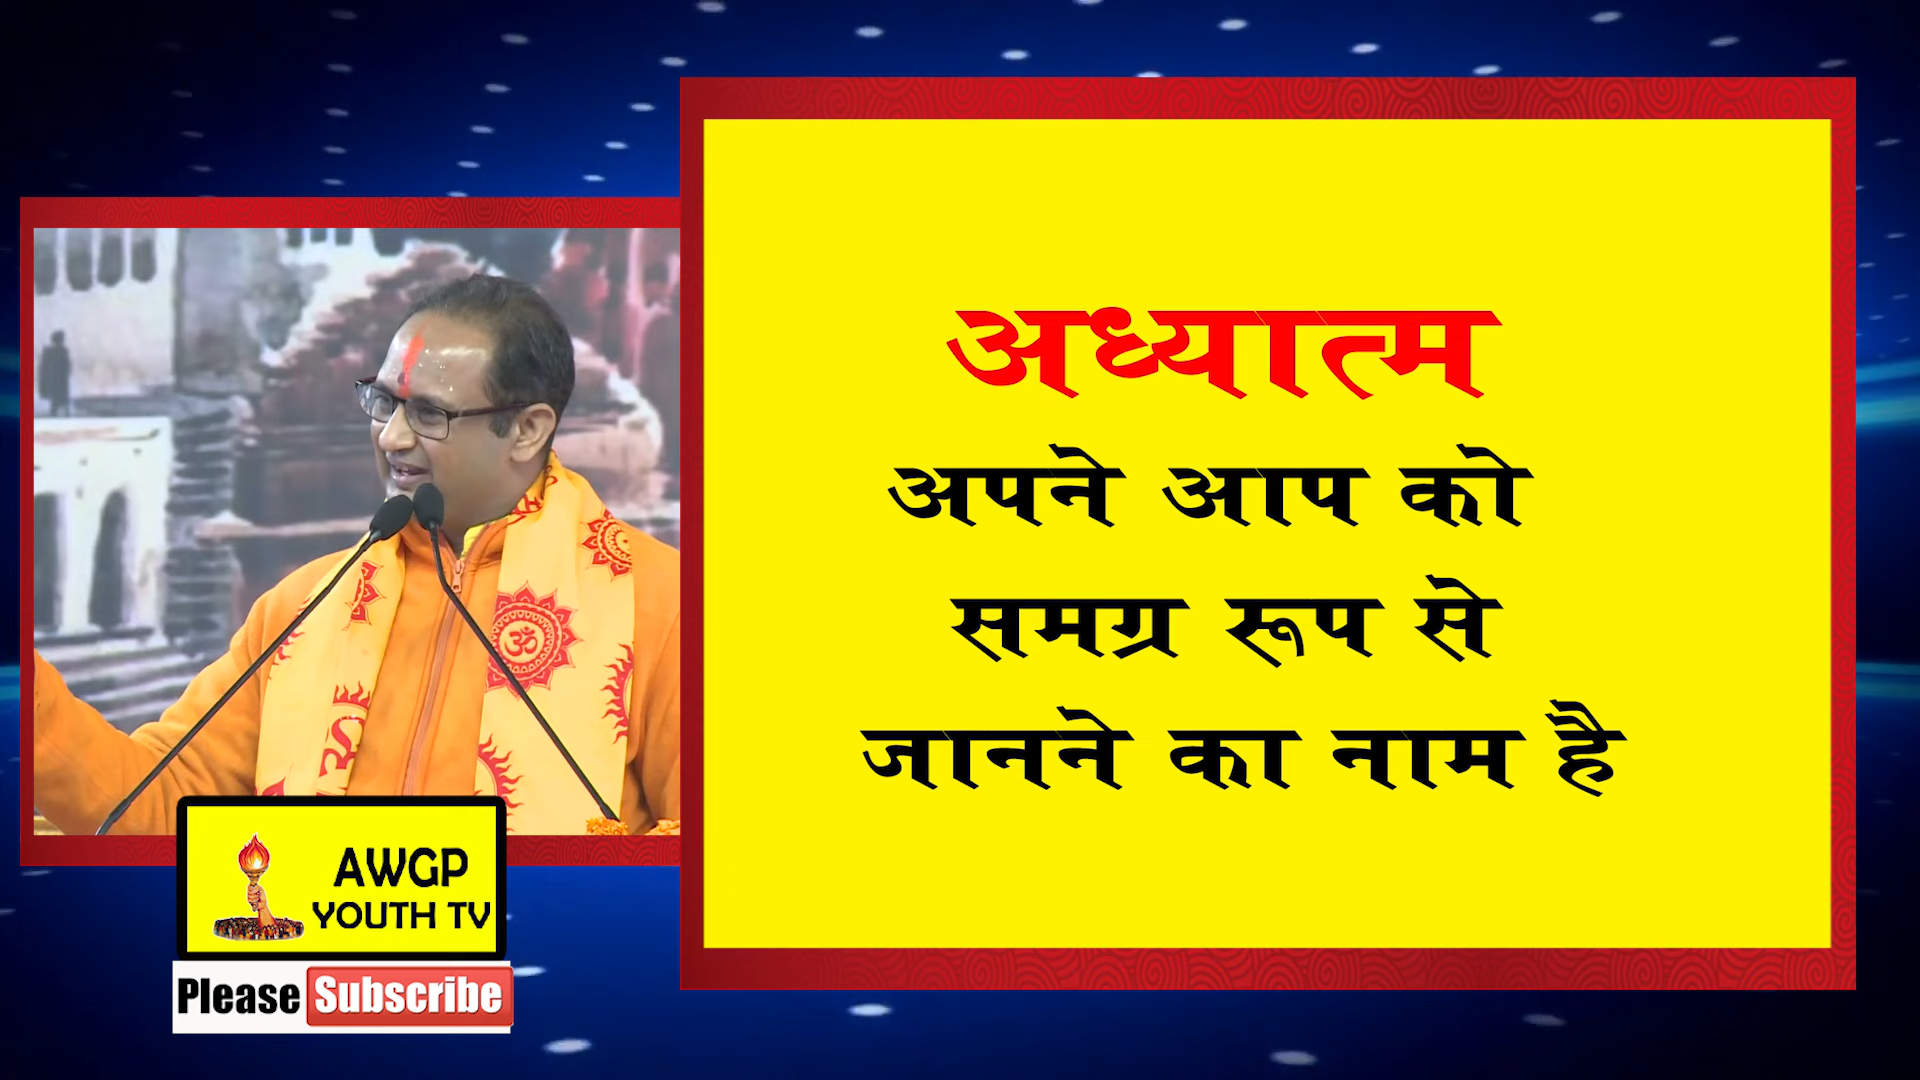 अध्यात्म
अपने आप को
समग्र रूप से
जानने का नाम है
AWGP
YOUTH TV
Please Subscribe